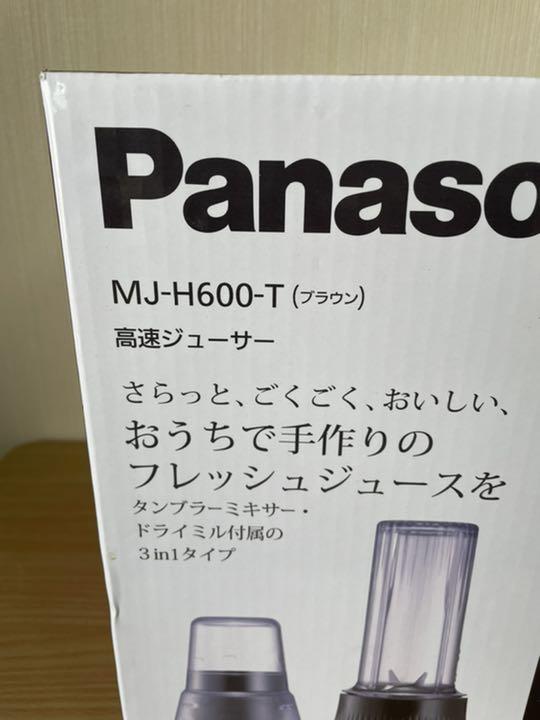 Panaso
MJ-H600-T (ブラウン)
高速ジューサー
さらっと、ごくごく、おいしい、
おうちで手作りの
フレッシュジュースを
タンブラーミキサー・
ドライミル付属の
3in1タイプ